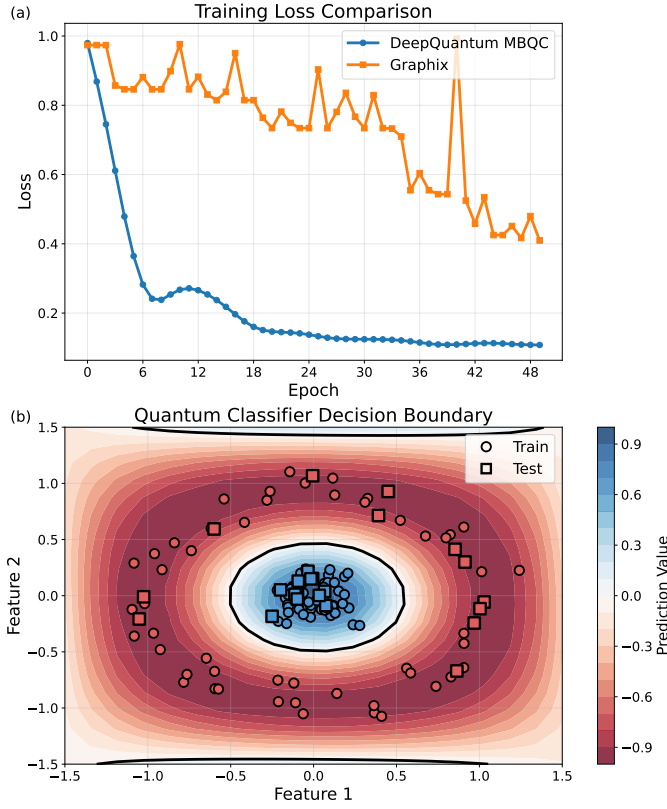 (a)
Training Loss Comparison
DeepQuantum MBQC
Graphix
Loss
1.0
0.8
0.6
0.4
0.2
0 6 12 18 24 30 36 42 48
Epoch
(b)
Quantum Classifier Decision Boundary
Train
Test
Feature 2
1.5
1.0
0.5
0.0
−0.5
−1.0
−1.5
−1.5 −1.0 −0.5 0.0 0.5 1.0 1.5
Feature 1
0.9
0.6
0.3
0.0
−0.3
−0.6
−0.9
Prediction Value